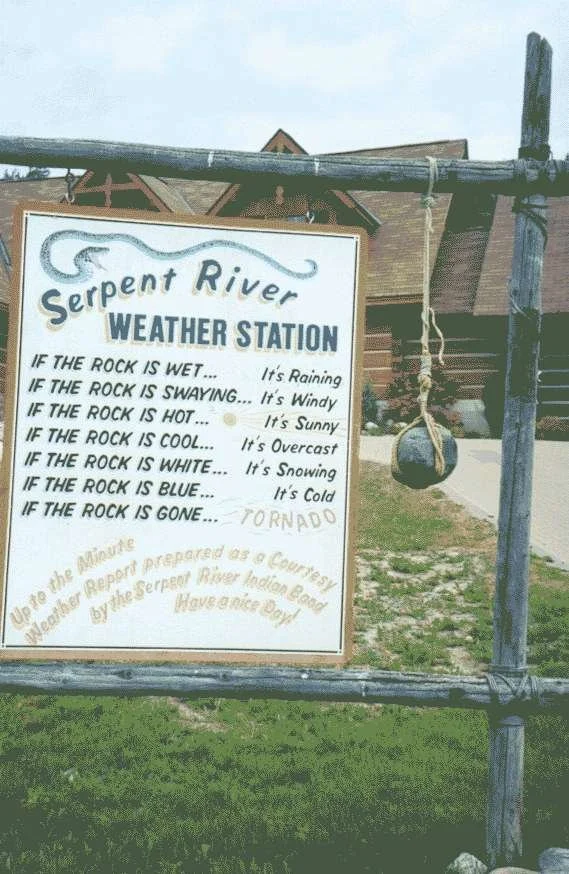 Serpent River
WEATHER STATION
IF THE ROCK IS WET... It's Raining
IF THE ROCK IS SWAYING... It's Windy
IF THE ROCK IS HOT... It's Sunny
IF THE ROCK IS COOL... It's Overcast
IF THE ROCK IS WHITE... It's Snowing
IF THE ROCK IS BLUE... It's Cold
IF THE ROCK IS GONE... TORNADO
Up to the Minute
Weather Report prepared as a Courtesy
by the Serpent River Indian Band
Have a nice Day!